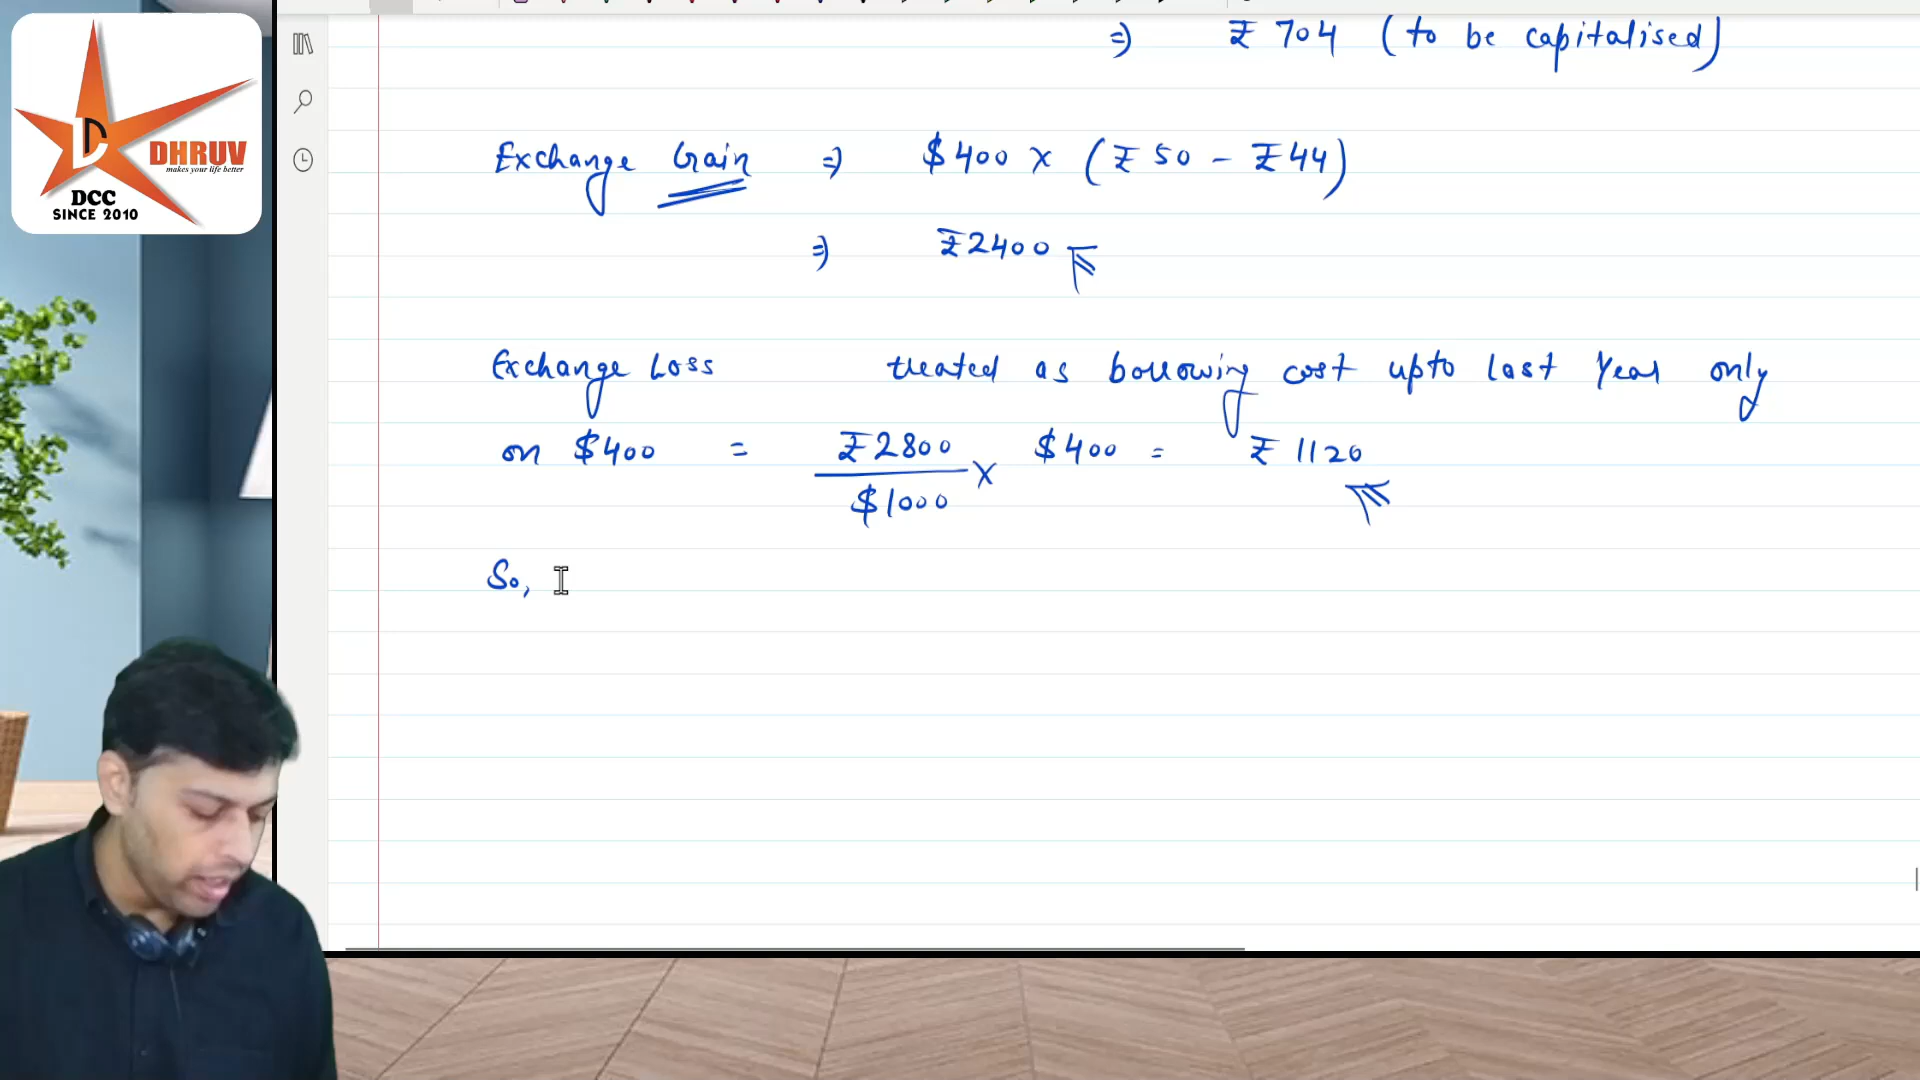 DHRUV
makes your life better
DCC
SINCE 2010
⇒ ₹ 704 (to be capitalised)
Exchange Gain ⇒ $400 x (₹50 - ₹44)
⇒ ₹2400
Exchange Loss treated as borrowing cost upto last Year only
on $400 = ₹2800 / $1000 x $400 = ₹ 1120
So,